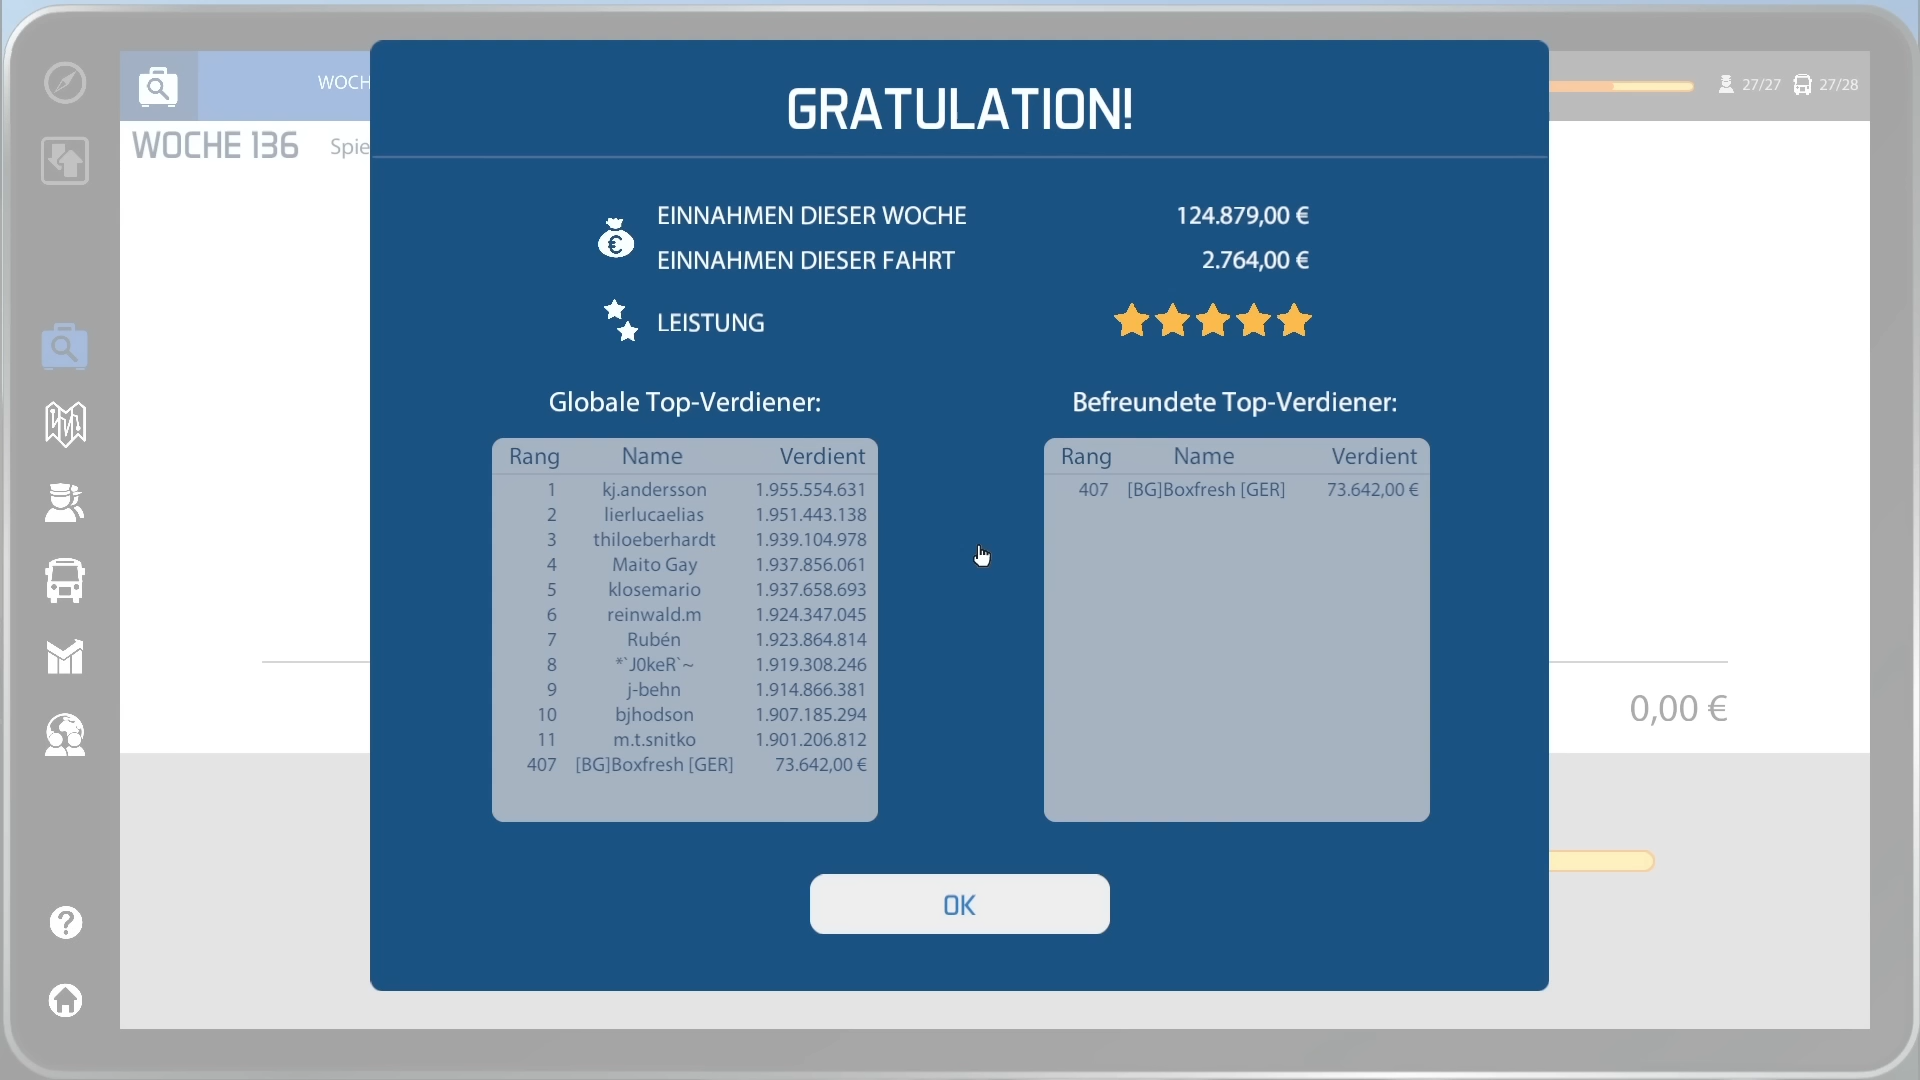 WOCH
27/27
27/28
WOCHE 136
Spie
GRATULATION!
EINNAHMEN DIESER WOCHE 124.879,00 €
EINNAHMEN DIESER FAHRT 2.764,00 €
LEISTUNG
Globale Top-Verdiener:
Rang Name Verdient
1 kj.andersson 1.955.554.631
2 lierlucaelias 1.951.443.138
3 thiloeberhardt 1.939.104.978
4 Maito Gay 1.937.856.061
5 klosemario 1.937.658.693
6 reinwald.m 1.924.347.045
7 Rubén 1.923.864.814
8 *`J0keR`~ 1.919.308.246
9 j-behn 1.914.866.381
10 bjhodson 1.907.185.294
11 m.t.snitko 1.901.206.812
407 [BG]Boxfresh [GER] 73.642,00 €
Befreundete Top-Verdiener:
Rang Name Verdient
407 [BG]Boxfresh [GER] 73.642,00 €
0,00 €
OK